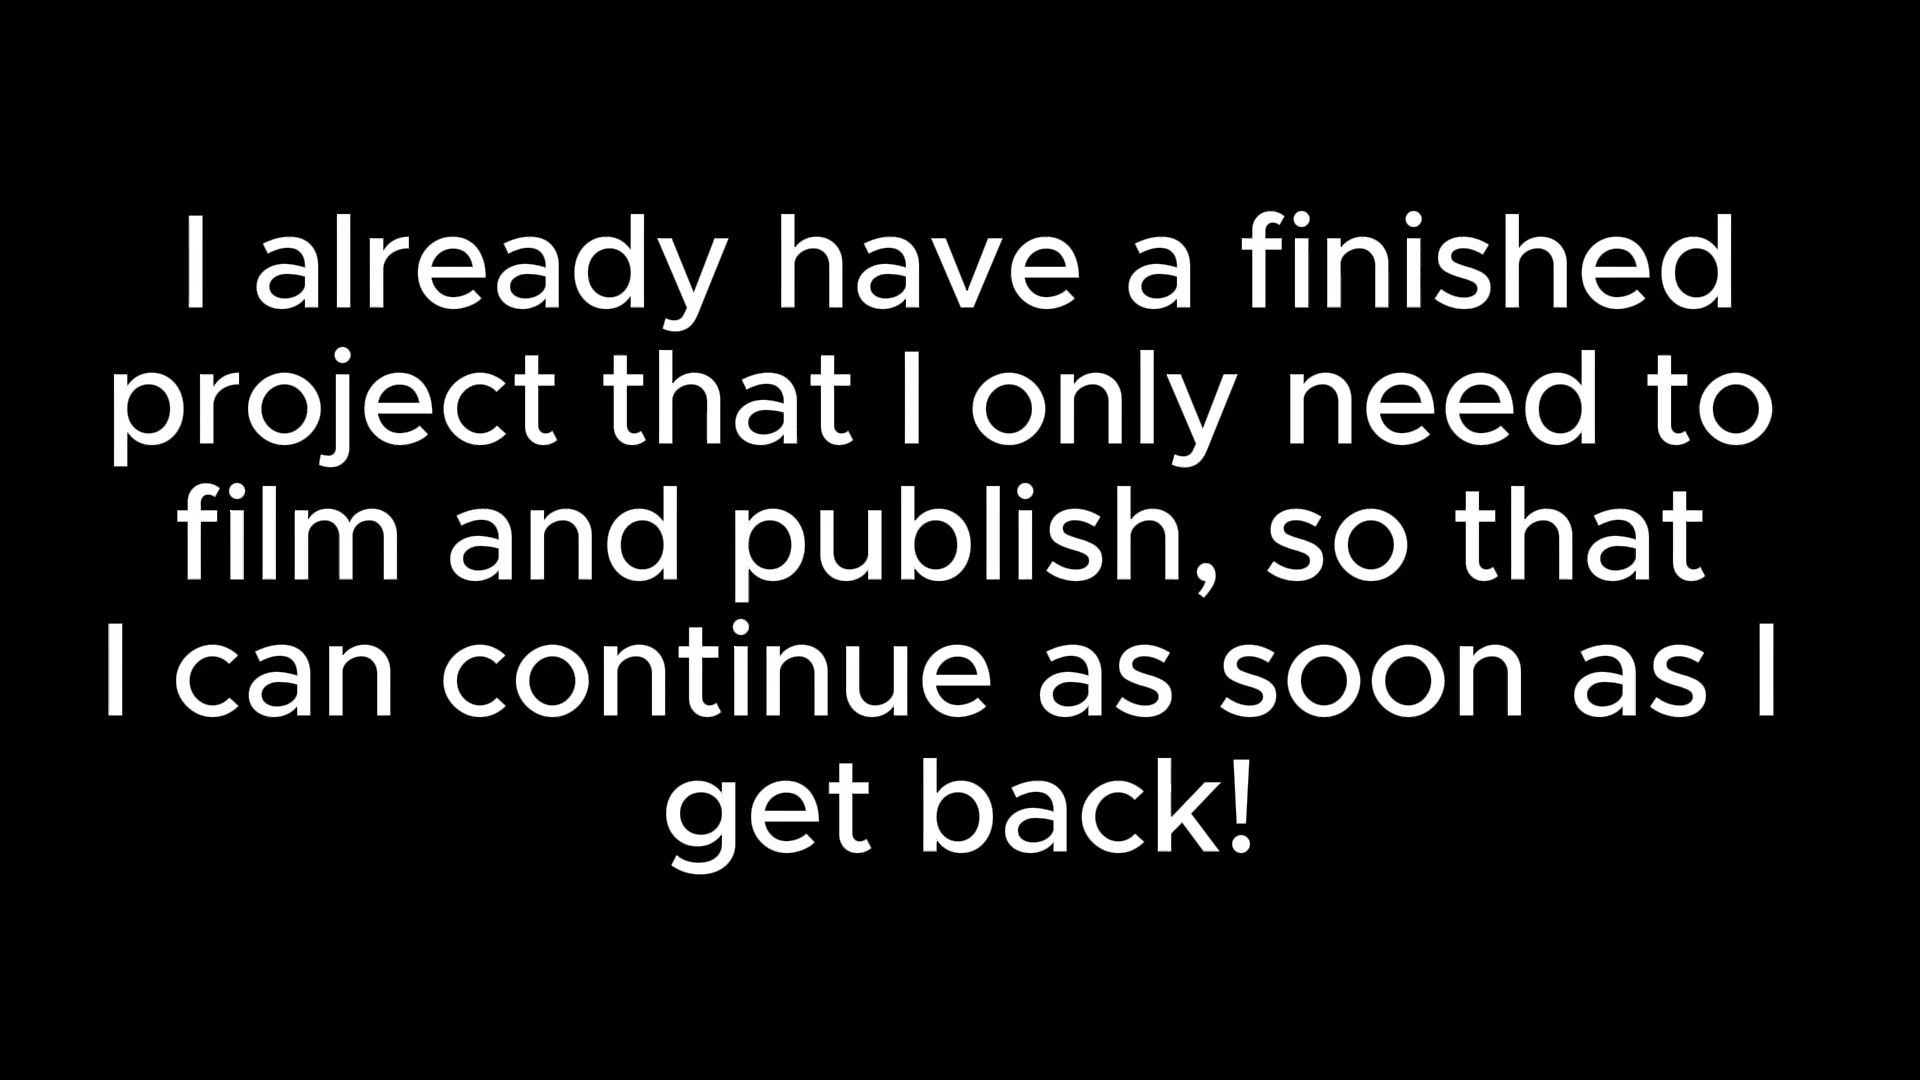 I already have a finished
project that I only need to
film and publish, so that
I can continue as soon as I
get back!